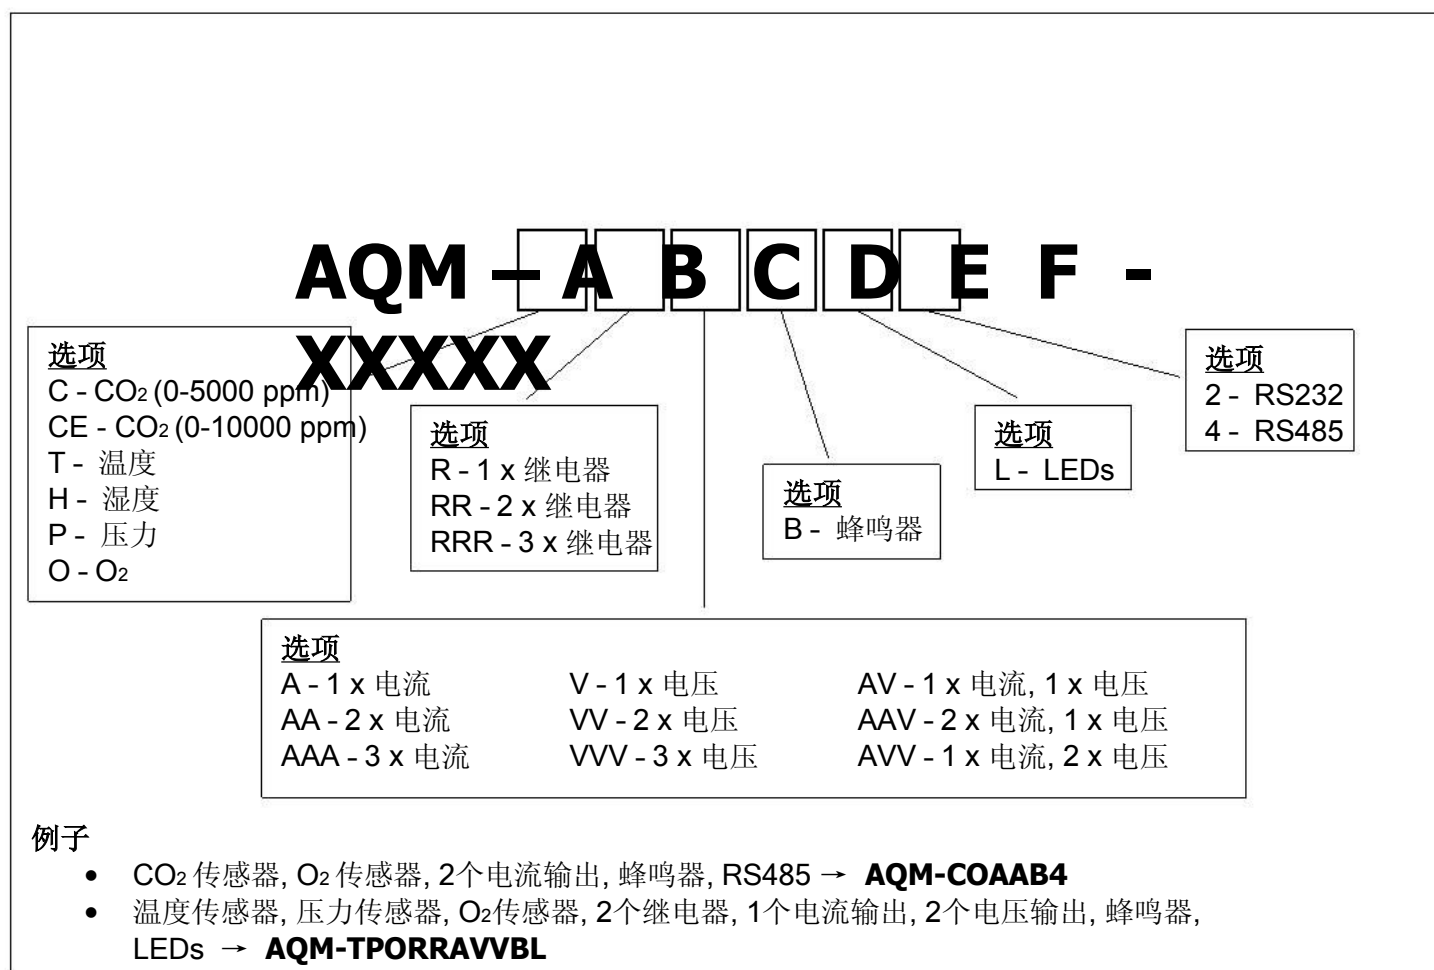 AQM – A B C D E F -
XXXXX
选项
C - CO2 (0-5000 ppm)
CE - CO2 (0-10000 ppm)
T - 温度
H - 湿度
P - 压力
O - O2
选项
R - 1 x 继电器
RR - 2 x 继电器
RRR - 3 x 继电器
选项
B - 蜂鸣器
选项
L - LEDs
选项
2 - RS232
4 - RS485
选项
A - 1 x 电流 V - 1 x 电压 AV - 1 x 电流, 1 x 电压
AA - 2 x 电流 VV - 2 x 电压 AAV - 2 x 电流, 1 x 电压
AAA - 3 x 电流 VVV - 3 x 电压 AVV - 1 x 电流, 2 x 电压
例子
• CO2 传感器, O2 传感器, 2个电流输出, 蜂鸣器, RS485 → AQM-COAAB4
• 温度传感器, 压力传感器, O2传感器, 2个继电器, 1个电流输出, 2个电压输出, 蜂鸣器,
LEDs → AQM-TPORRAVVBL